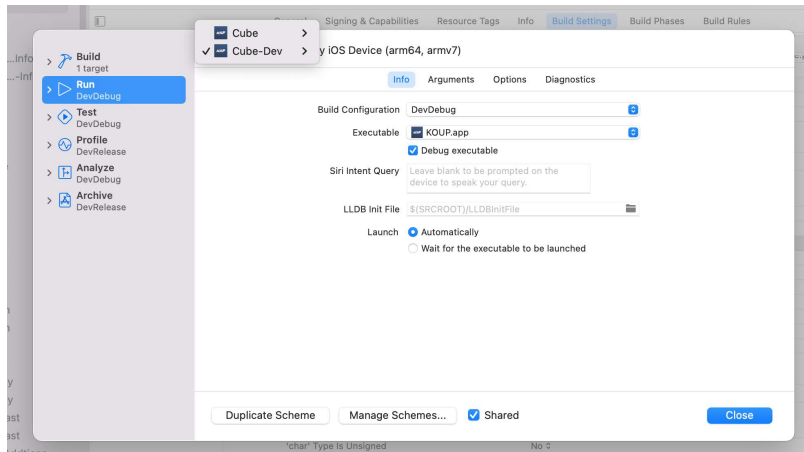 General Signing & Capabilities Resource Tags Info Build Settings Build Phases Build Rules
Cube
Cube-Dev
y iOS Device (arm64, armv7)
...Info
...-Inf
Build
1 target
Run
DevDebug
Test
DevDebug
Profile
DevRelease
Analyze
DevDebug
Archive
DevRelease
Info Arguments Options Diagnostics
Build Configuration DevDebug
Executable KOUP.app
Debug executable
Siri Intent Query Leave blank to be prompted on the
device to speak your query.
LLDB Init File $(SRCROOT)/LLDBInitFile
Launch Automatically
Wait for the executable to be launched
y
y
ast
ast
Duplicate Scheme Manage Schemes... Shared Close
'char' Type Is Unsigned No